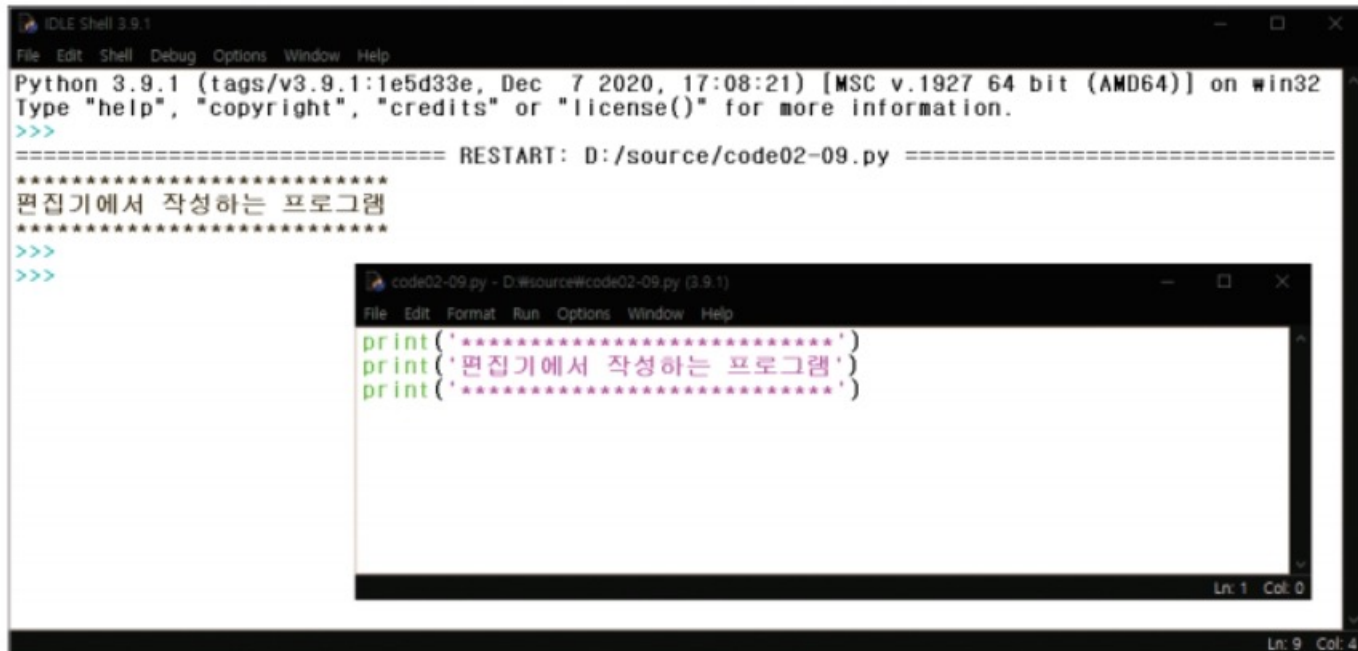 IDLE Shell 3.9.1
File Edit Shell Debug Options Window Help
Python 3.9.1 (tags/v3.9.1:1e5d33e, Dec  7 2020, 17:08:21) [MSC v.1927 64 bit (AMD64)] on win32
Type "help", "copyright", "credits" or "license()" for more information.
>>>
=============================== RESTART: D:/source/code02-09.py ===============================
***************************
편집기에서 작성하는 프로그램
***************************
>>>
>>>
code02-09.py - D:₩source₩code02-09.py (3.9.1)
File Edit Format Run Options Window Help
print('***************************')
print('편집기에서 작성하는 프로그램')
print('***************************')
Ln: 1 Col: 0
Ln: 9 Col: 4